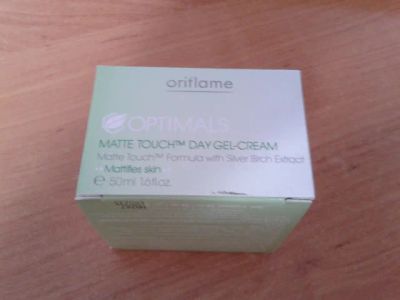 oriflame
OPTIMALS
MATTE TOUCH™ DAY GEL-CREAM
Matte Touch™ Formula with Silver Birch Extract
Mattifies skin
℮ 50ml 1.6fl.oz.